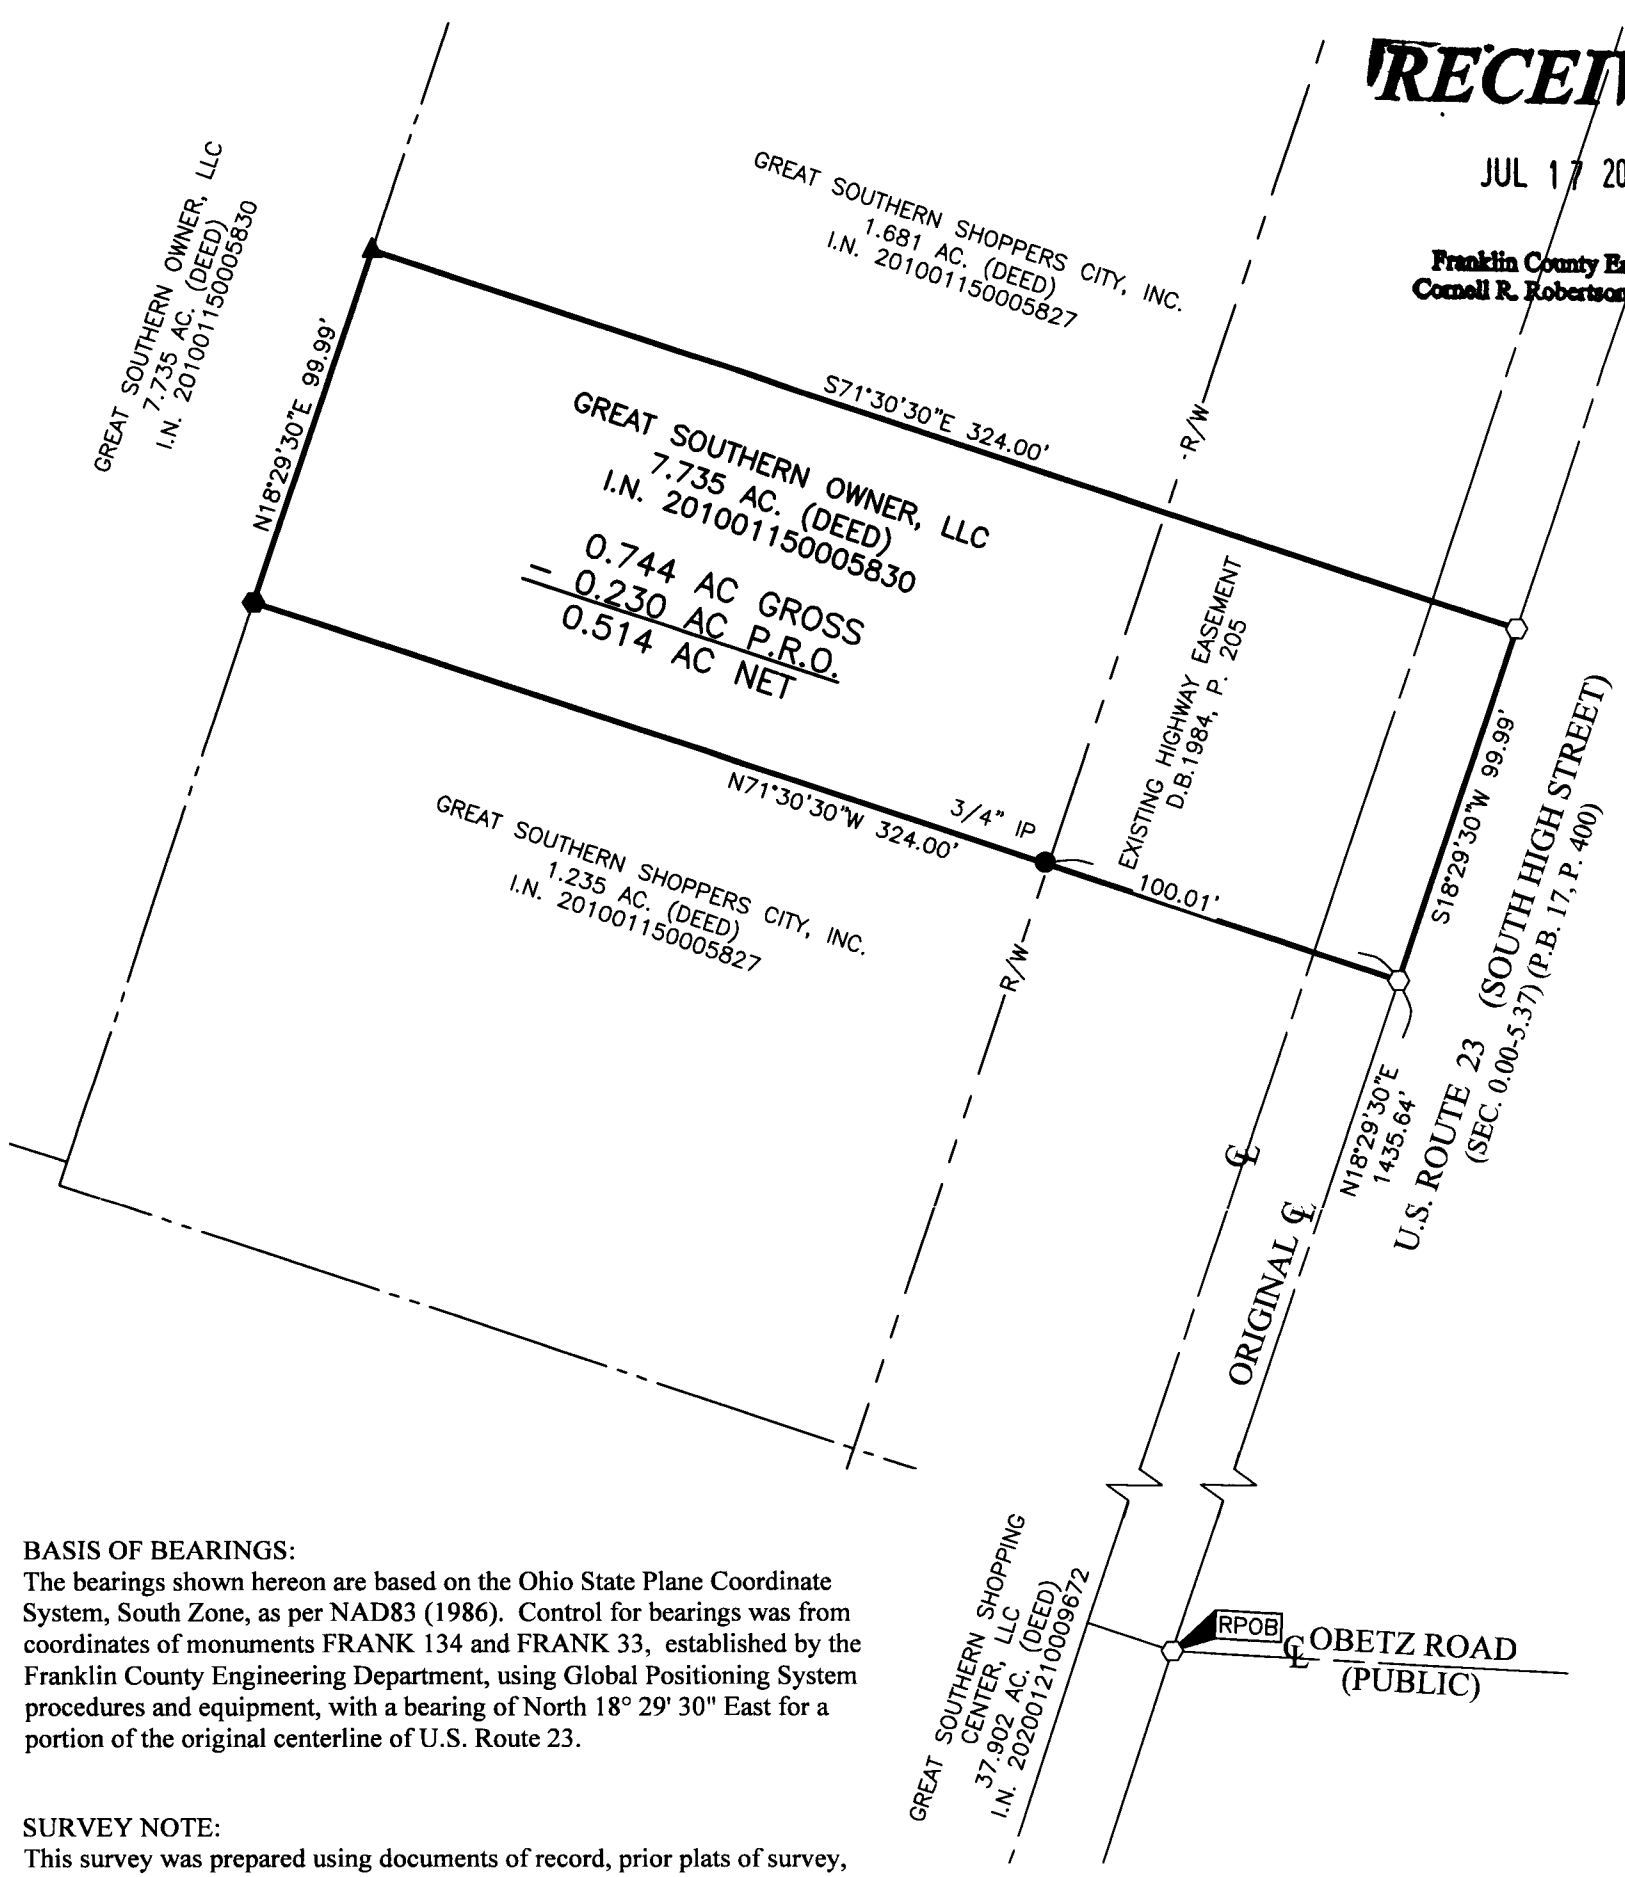 RECEI
JUL 17 20
Franklin County En
Cornell R. Robertson
GREAT SOUTHERN OWNER, LLC
7.735 AC. (DEED)
I.N. 201001150005830
GREAT SOUTHERN SHOPPERS CITY, INC.
1.681 AC. (DEED)
I.N. 201001150005827
N18°29'30"E 99.99'
S71°30'30"E 324.00'
R/W
GREAT SOUTHERN OWNER, LLC
7.735 AC. (DEED)
I.N. 201001150005830
0.744 AC GROSS
- 0.230 AC P.R.O.
0.514 AC NET
EXISTING HIGHWAY EASEMENT
D.B.1984, P. 205
N71°30'30"W 324.00'
3/4" IP
100.01'
S18°29'30"W 99.99'
GREAT SOUTHERN SHOPPERS CITY, INC.
1.235 AC. (DEED)
I.N. 201001150005827
R/W
U.S. ROUTE 23 (SOUTH HIGH STREET)
(SEC. 0.00-5.37) (P.B. 17, P. 400)
N18°29'30"E
1435.64'
℄
ORIGINAL ℄
BASIS OF BEARINGS:
The bearings shown hereon are based on the Ohio State Plane Coordinate
System, South Zone, as per NAD83 (1986). Control for bearings was from
coordinates of monuments FRANK 134 and FRANK 33, established by the
Franklin County Engineering Department, using Global Positioning System
procedures and equipment, with a bearing of North 18° 29' 30" East for a
portion of the original centerline of U.S. Route 23.
GREAT SOUTHERN SHOPPING
CENTER, LLC
37.902 AC. (DEED)
I.N. 202001210009672
RPOB
℄ OBETZ ROAD
(PUBLIC)
SURVEY NOTE:
This survey was prepared using documents of record, prior plats of survey,